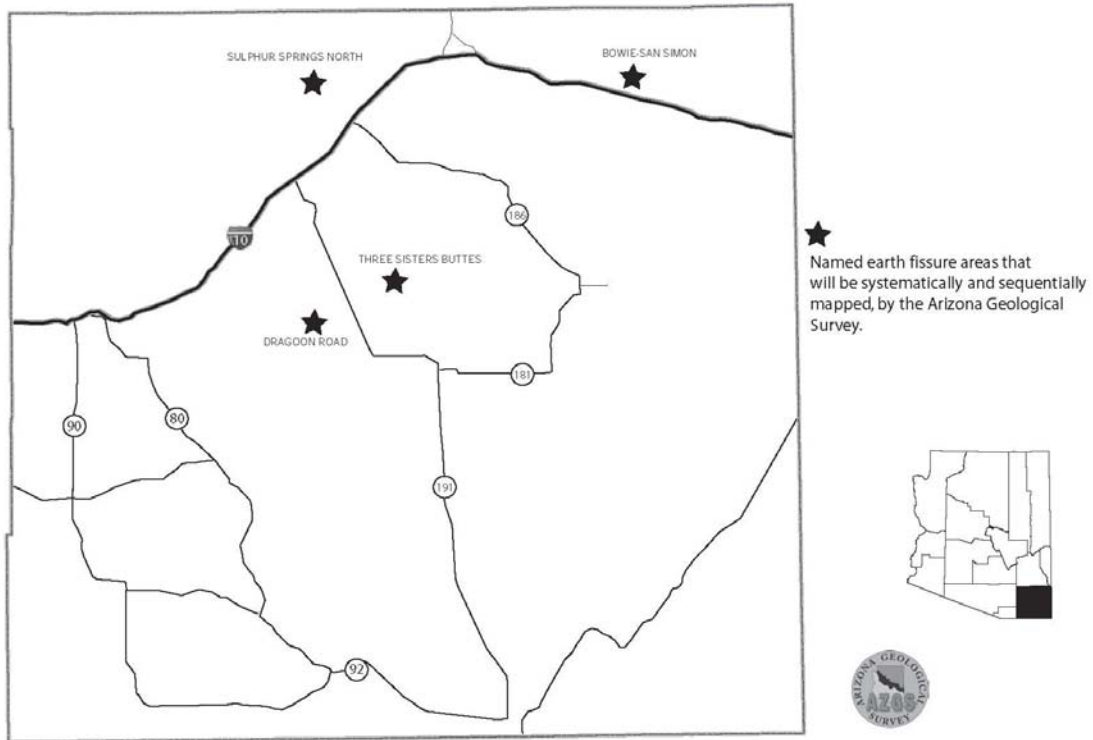 SULPHUR SPRINGS NORTH
BOWIE-SAN SIMON
186
10
THREE SISTERS BUTTES
DRAGOON ROAD
181
90
80
191
92
Named earth fissure areas that
will be systematically and sequentially
mapped, by the Arizona Geological
Survey.
ARIZONA GEOLOGICAL
AZGS
SURVEY